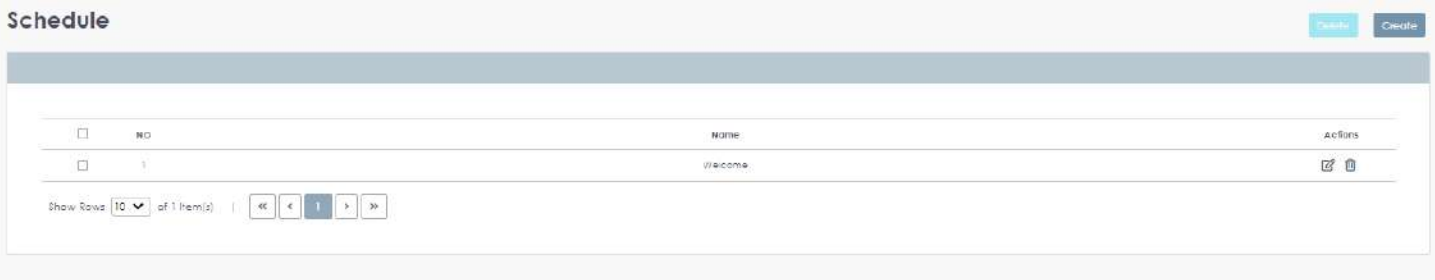 Schedule
Delete Create
NO Name Actions
1 Welcome
Show Rows 10 of 1 Item(s) | « ‹ 1 › »